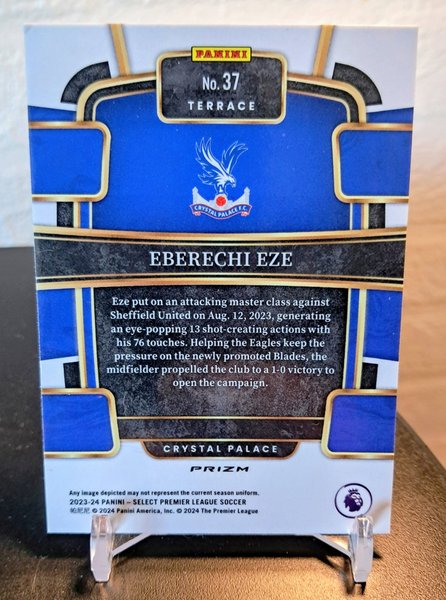 PANINI
No. 37
TERRACE
CRYSTAL PALACE F.C.
EBERECHI EZE
Eze put on an attacking master class against
Sheffield United on Aug. 12, 2023, generating
an eye-popping 13 shot-creating actions with
his 76 touches. Helping the Eagles keep the
pressure on the newly promoted Blades, the
midfielder propelled the club to a 1-0 victory to
open the campaign.
CRYSTAL PALACE
PRIZM
Any image depicted may not represent the current season uniform.
2023-24 PANINI – SELECT PREMIER LEAGUE SOCCER
帕尼尼 © 2024 Panini America, Inc. © 2024 The Premier League